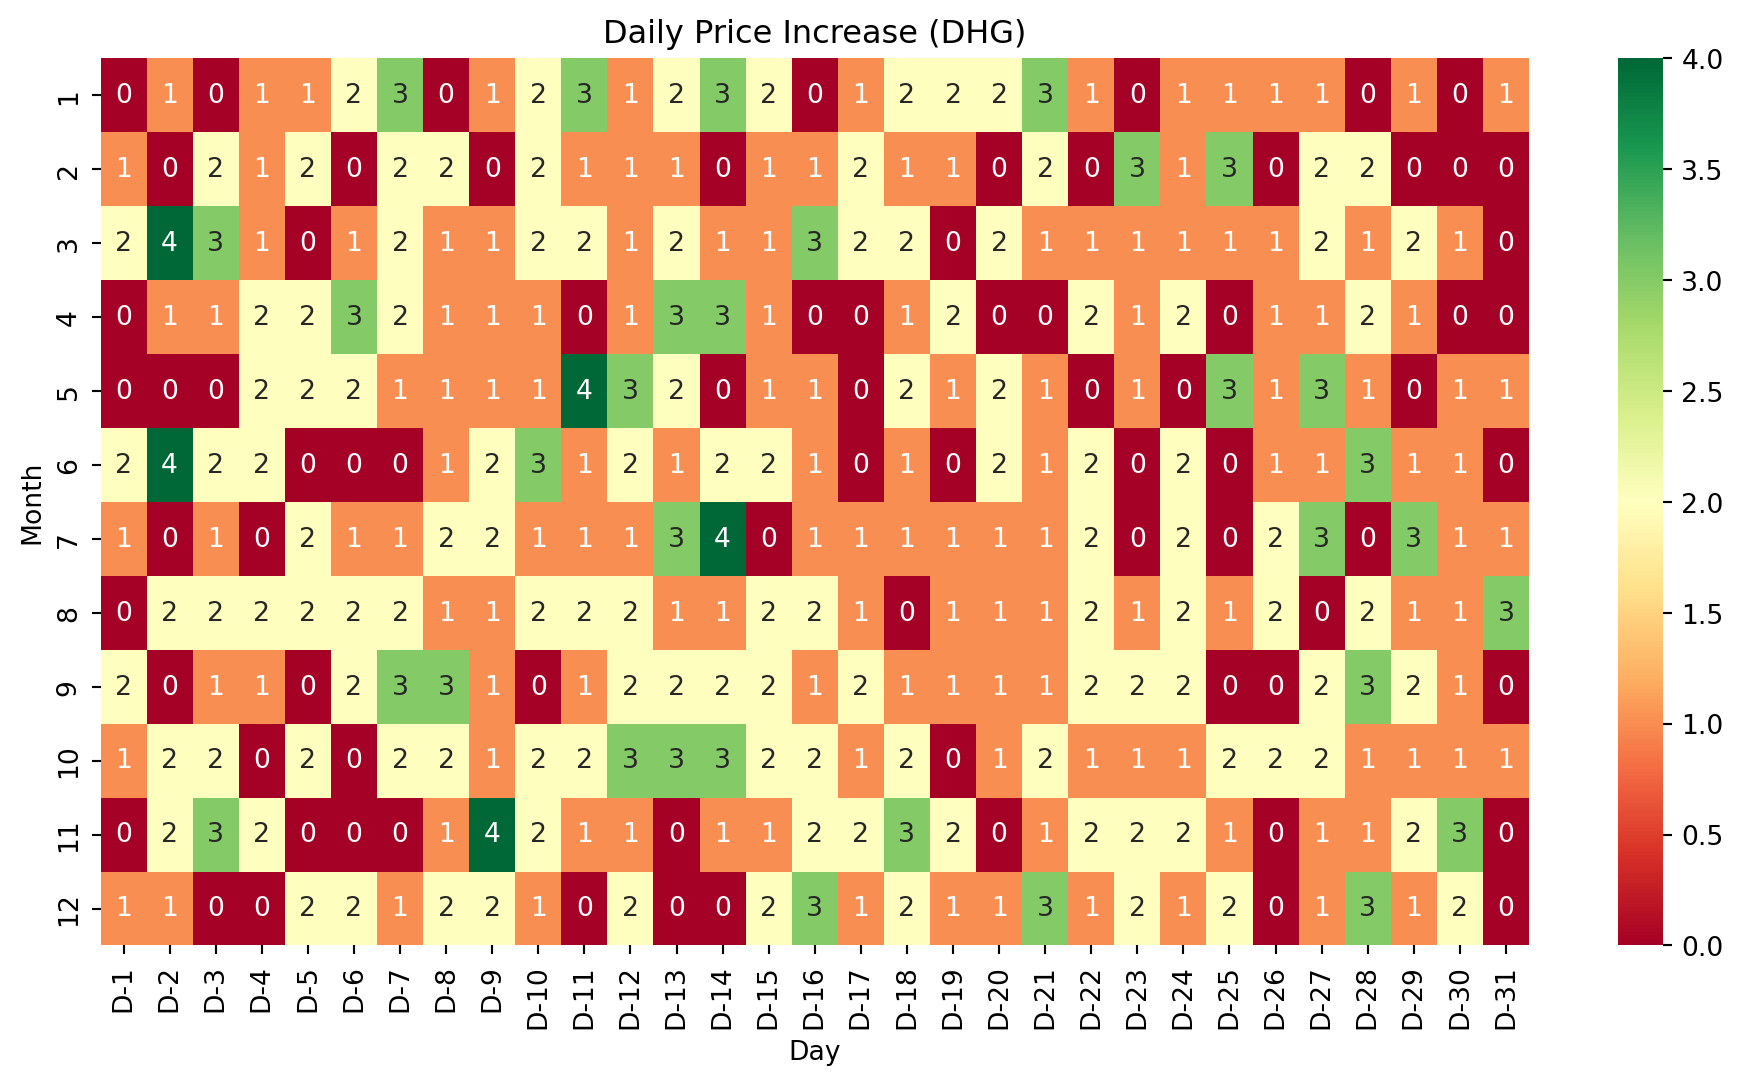 Daily Price Increase (DHG)
1 0 1 0 1 1 2 3 0 1 2 3 1 2 3 2 0 1 2 2 2 3 1 0 1 1 1 1 0 1 0 1
2 1 0 2 1 2 0 2 2 0 2 1 1 1 0 1 1 2 1 1 0 2 0 3 1 3 0 2 2 0 0 0
3 2 4 3 1 0 1 2 1 1 2 2 1 2 1 1 3 2 2 0 2 1 1 1 1 1 1 2 1 2 1 0
4 0 1 1 2 2 3 2 1 1 1 0 1 3 3 1 0 0 1 2 0 0 2 1 2 0 1 1 2 1 0 0
5 0 0 0 2 2 2 1 1 1 1 4 3 2 0 1 1 0 2 1 2 1 0 1 0 3 1 3 1 0 1 1
6 2 4 2 2 0 0 0 1 2 3 1 2 1 2 2 1 0 1 0 2 1 2 0 2 0 1 1 3 1 1 0
7 1 0 1 0 2 1 1 2 2 1 1 1 3 4 0 1 1 1 1 1 1 2 0 2 0 2 3 0 3 1 1
8 0 2 2 2 2 2 2 1 1 2 2 2 1 1 2 2 1 0 1 1 1 2 1 2 1 2 0 2 1 1 3
9 2 0 1 1 0 2 3 3 1 0 1 2 2 2 2 1 2 1 1 1 1 2 2 2 0 0 2 3 2 1 0
10 1 2 2 0 2 0 2 2 1 2 2 3 3 3 2 2 1 2 0 1 2 1 1 1 2 2 2 1 1 1 1
11 0 2 3 2 0 0 0 1 4 2 1 1 0 1 1 2 2 3 2 0 1 2 2 2 1 0 1 1 2 3 0
12 1 1 0 0 2 2 1 2 2 1 0 2 0 0 2 3 1 2 1 1 3 1 2 1 2 0 1 3 1 2 0
Month
D-1 D-2 D-3 D-4 D-5 D-6 D-7 D-8 D-9 D-10 D-11 D-12 D-13 D-14 D-15 D-16 D-17 D-18 D-19 D-20 D-21 D-22 D-23 D-24 D-25 D-26 D-27 D-28 D-29 D-30 D-31
Day
4.0
3.5
3.0
2.5
2.0
1.5
1.0
0.5
0.0